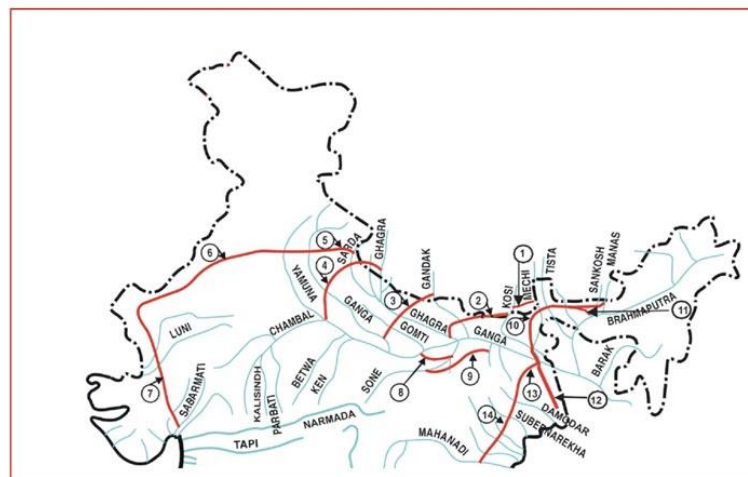 1
TISTA
SANKOSH
MANAS
MECHI
KOSI
6
5
SARDA
GHAGRA
4
GANDAK
3
2
YAMUNA
GANGA
GHAGRA
GANGA
10
BRAHMAPUTRA
11
LUNI
CHAMBAL
GOMTI
BARAK
7
SABARMATI
KALISINDH
PARBATI
BETWA
KEN
SONE
8
9
13
12
14
DAMODAR
SUBERNAREKHA
NARMADA
TAPI
MAHANADI